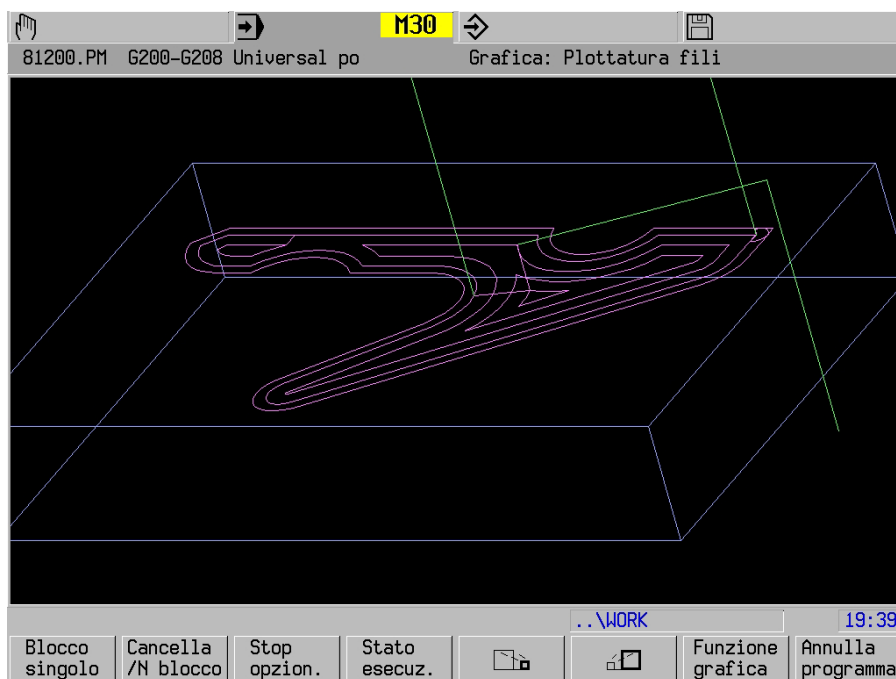 M30
81200.PM G200-G208 Universal po Grafica: Plottatura fili
..\WORK 19:39
Blocco singolo Cancella /N blocco Stop opzion. Stato esecuz. Funzione grafica Annulla programma